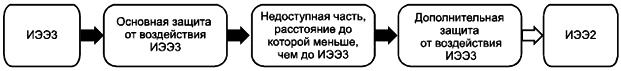 ИЭЭ3
Основная защита
от воздействия
ИЭЭ3
Недоступная часть,
расстояние до
которой меньше,
чем до ИЭЭ3
Дополнительная
защита
от воздействия
ИЭЭ3
ИЭЭ2